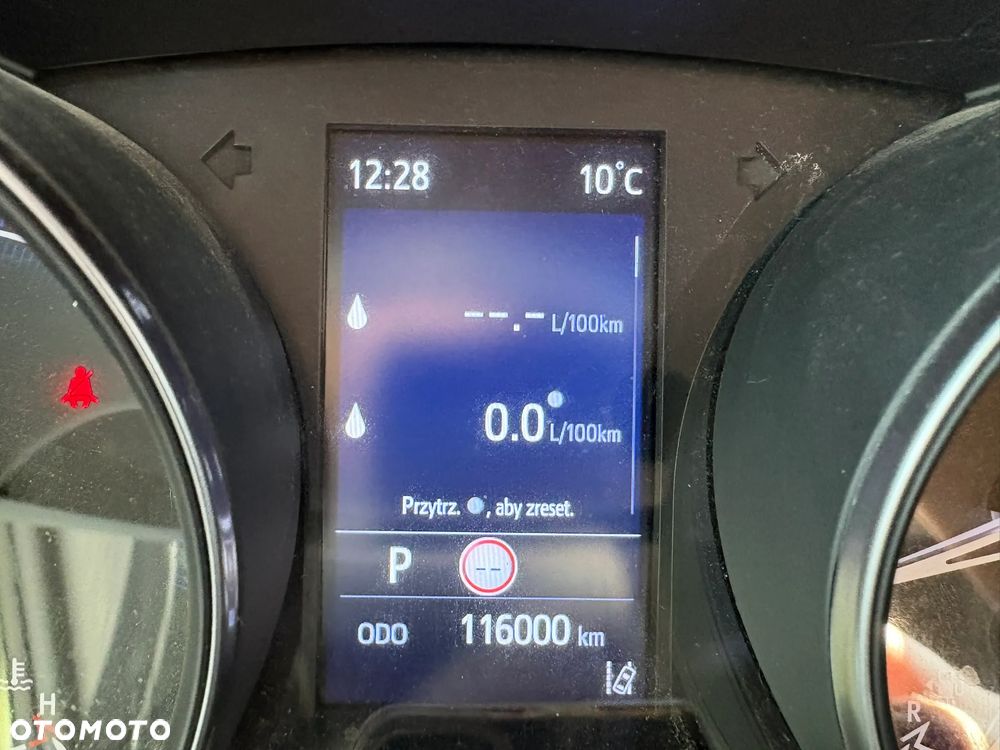 12:28 10°C
--.- L/100km
0.0 L/100km
Przytrz. , aby zreset.
P --
ODO 116000 km
H
R
OTOMOTO